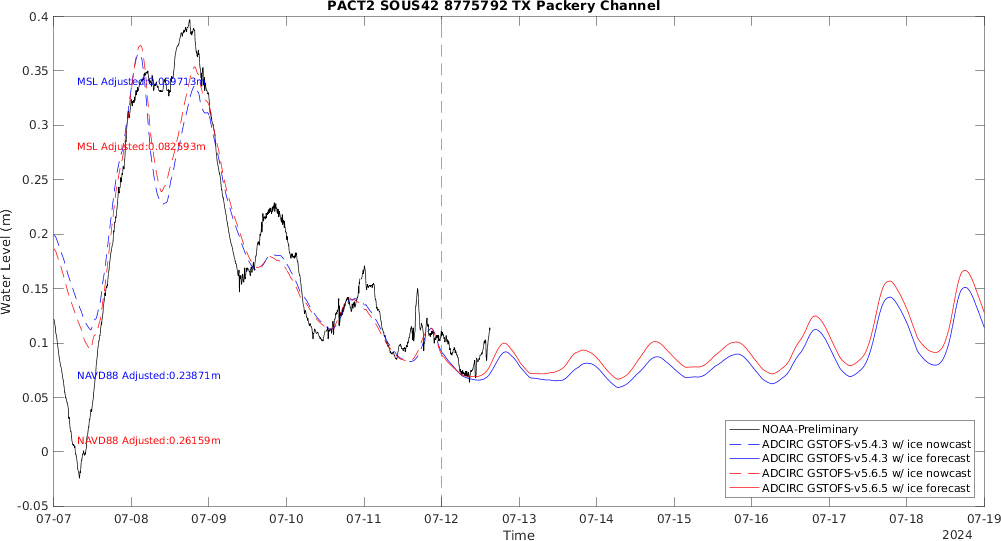 PACT2 SOUS42 8775792 TX Packery Channel
0.4
0.35
0.3
0.25
0.2
0.15
0.1
0.05
0
-0.05
Water Level (m)
MSL Adjusted:0.059713m
MSL Adjusted:0.082593m
NAVD88 Adjusted:0.23871m
NAVD88 Adjusted:0.26159m
NOAA-Preliminary
ADCIRC GSTOFS-v5.4.3 w/ ice nowcast
ADCIRC GSTOFS-v5.4.3 w/ ice forecast
ADCIRC GSTOFS-v5.6.5 w/ ice nowcast
ADCIRC GSTOFS-v5.6.5 w/ ice forecast
07-07 07-08 07-09 07-10 07-11 07-12 07-13 07-14 07-15 07-16 07-17 07-18 07-19
Time
2024